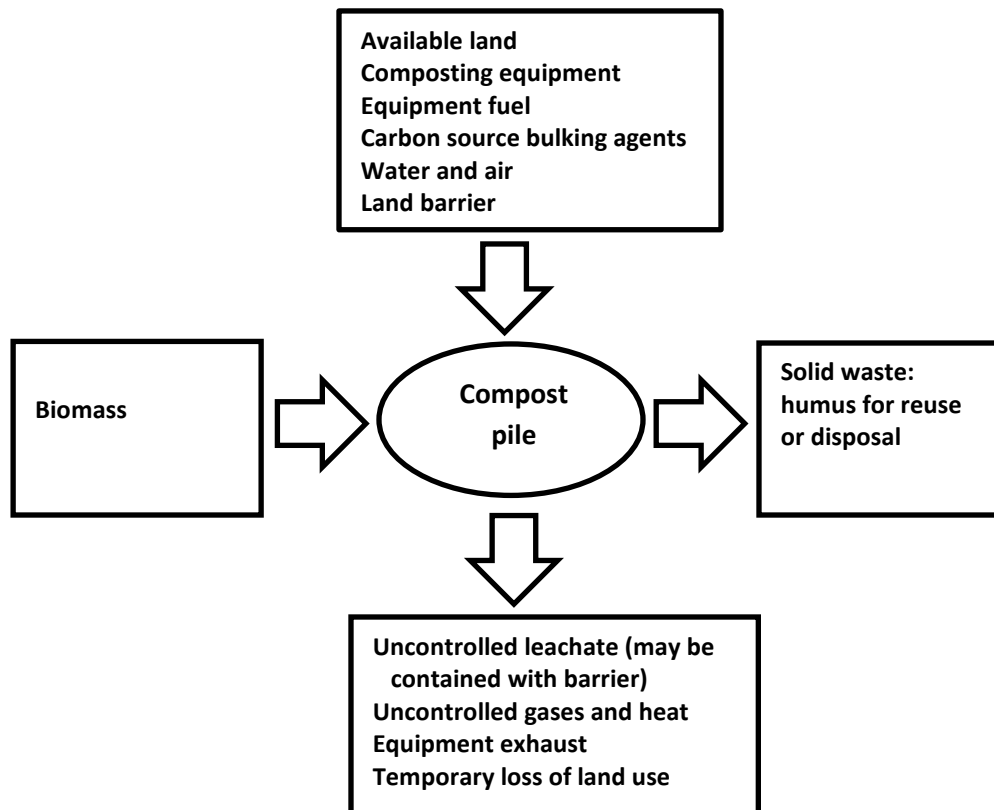 Available land
Composting equipment
Equipment fuel
Carbon source bulking agents
Water and air
Land barrier
Biomass
Compost
pile
Solid waste:
humus for reuse
or disposal
Uncontrolled leachate (may be
contained with barrier)
Uncontrolled gases and heat
Equipment exhaust
Temporary loss of land use